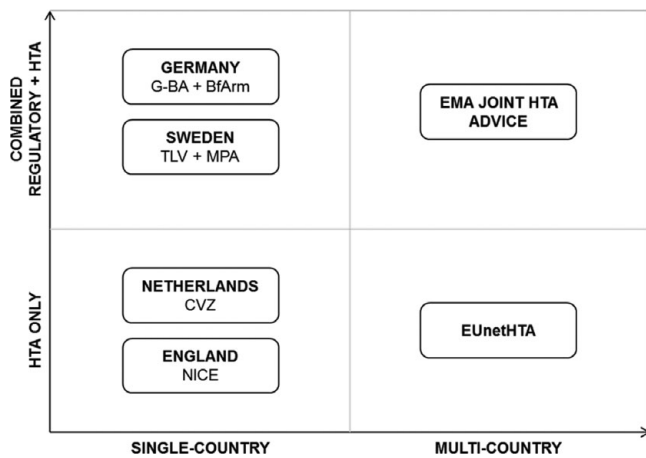 COMBINED
REGULATORY + HTA
GERMANY
G-BA + BfArm
SWEDEN
TLV + MPA
EMA JOINT HTA
ADVICE
HTA ONLY
NETHERLANDS
CVZ
ENGLAND
NICE
EUnetHTA
SINGLE-COUNTRY
MULTI-COUNTRY